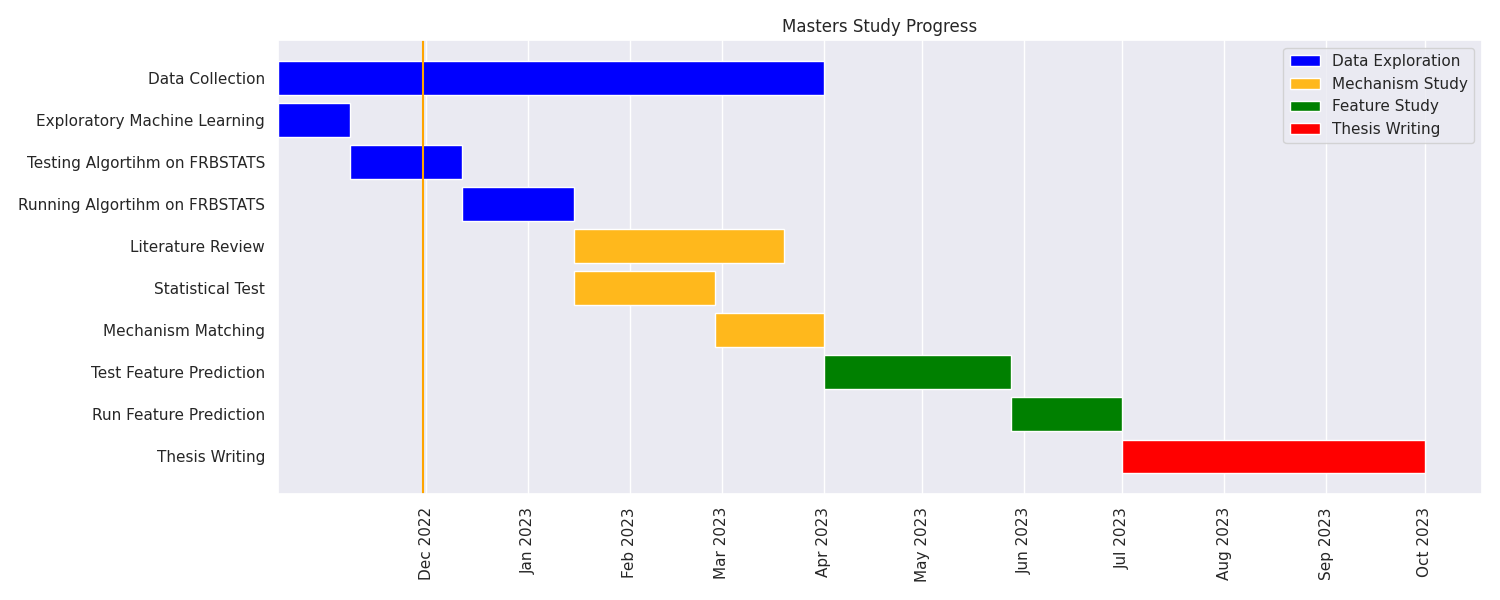 Masters Study Progress
Data Collection
Exploratory Machine Learning
Testing Algortihm on FRBSTATS
Running Algortihm on FRBSTATS
Literature Review
Statistical Test
Mechanism Matching
Test Feature Prediction
Run Feature Prediction
Thesis Writing
Data Exploration
Mechanism Study
Feature Study
Thesis Writing
Dec 2022
Jan 2023
Feb 2023
Mar 2023
Apr 2023
May 2023
Jun 2023
Jul 2023
Aug 2023
Sep 2023
Oct 2023